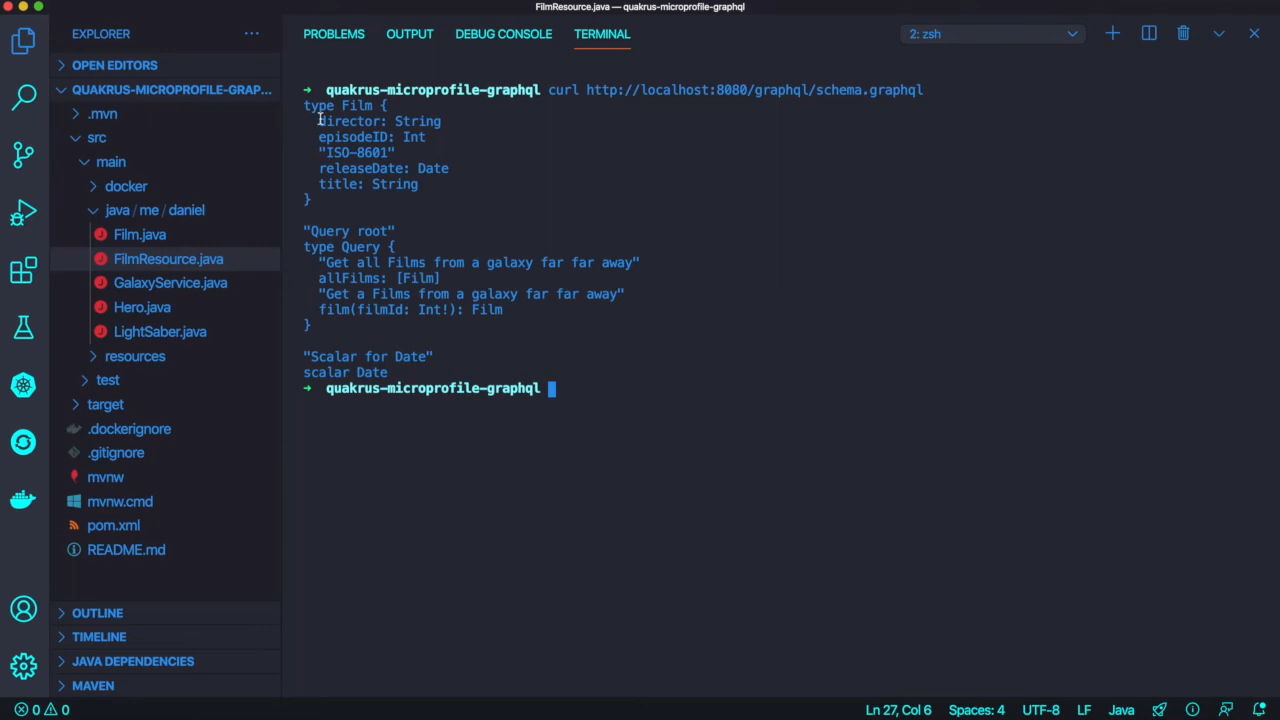 FilmResource.java — quakrus-microprofile-graphql
EXPLORER
OPEN EDITORS
QUAKRUS-MICROPROFILE-GRAP...
.mvn
src
main
docker
java / me / daniel
Film.java
FilmResource.java
GalaxyService.java
Hero.java
LightSaber.java
resources
test
target
.dockerignore
.gitignore
mvnw
mvnw.cmd
pom.xml
README.md
OUTLINE
TIMELINE
JAVA DEPENDENCIES
MAVEN
PROBLEMS OUTPUT DEBUG CONSOLE TERMINAL 2: zsh
→ quakrus-microprofile-graphql curl http://localhost:8080/graphql/schema.graphql
type Film {
director: String
episodeID: Int
"ISO-8601"
releaseDate: Date
title: String
}
"Query root"
type Query {
"Get all Films from a galaxy far far away"
allFilms: [Film]
"Get a Films from a galaxy far far away"
film(filmId: Int!): Film
}
"Scalar for Date"
scalar Date
→ quakrus-microprofile-graphql
0 0 Ln 27, Col 6 Spaces: 4 UTF-8 LF Java